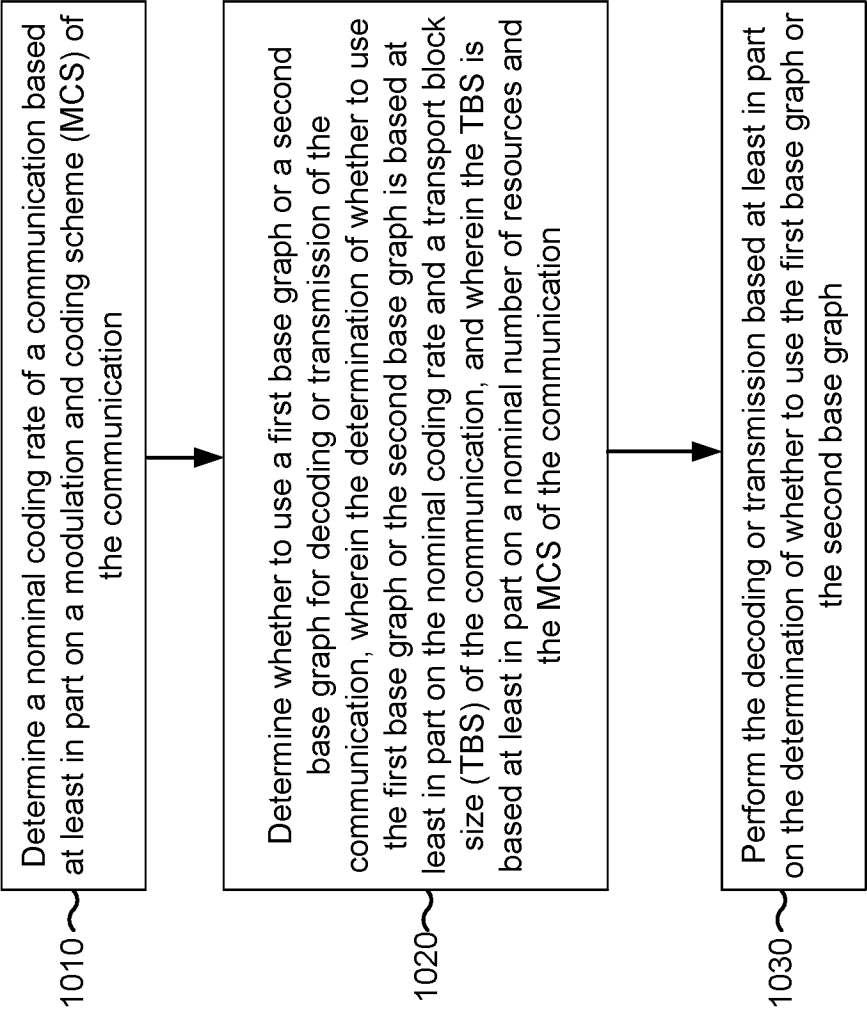 1010
Determine a nominal coding rate of a communication based
at least in part on a modulation and coding scheme (MCS) of
the communication
1020
Determine whether to use a first base graph or a second
base graph for decoding or transmission of the
communication, wherein the determination of whether to use
the first base graph or the second base graph is based at
least in part on the nominal coding rate and a transport block
size (TBS) of the communication, and wherein the TBS is
based at least in part on a nominal number of resources and
the MCS of the communication
1030
Perform the decoding or transmission based at least in part
on the determination of whether to use the first base graph or
the second base graph